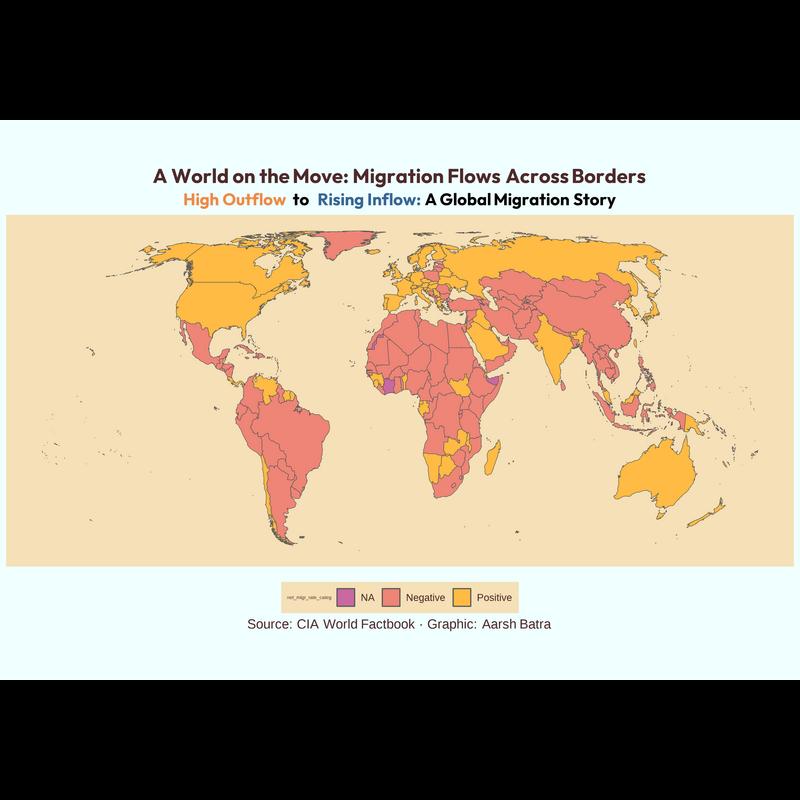 A World on the Move: Migration Flows Across Borders
High Outflow to Rising Inflow: A Global Migration Story
net_migr_rate_categ NA Negative Positive
Source: CIA World Factbook · Graphic: Aarsh Batra